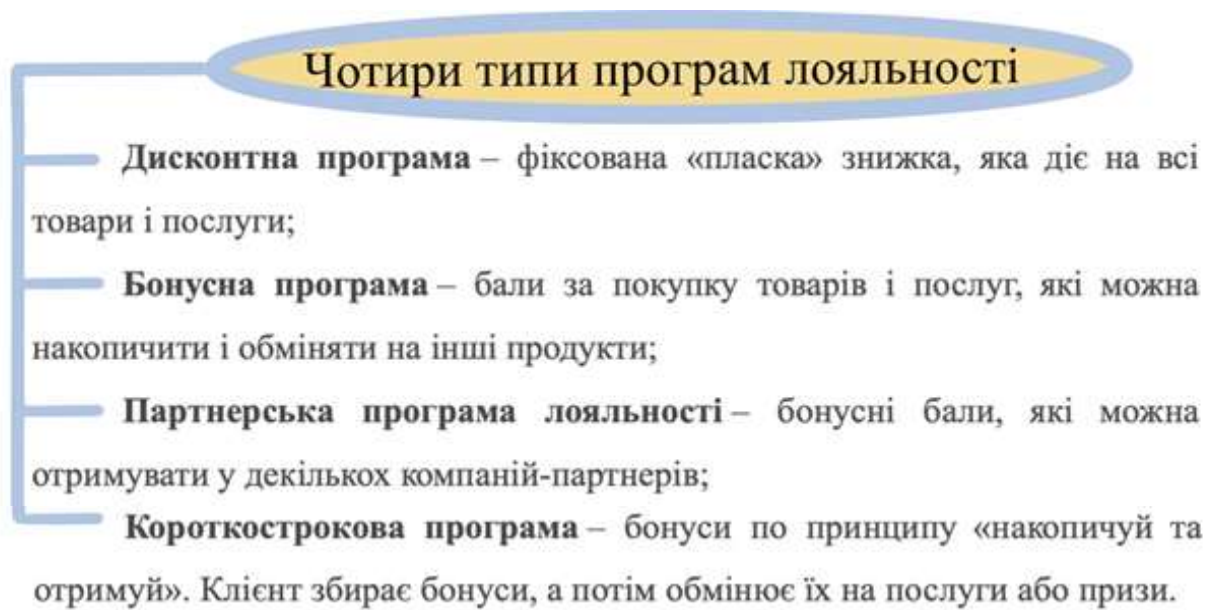 Чотири типи програм лояльності
Дисконтна програма – фіксована «пласка» знижка, яка діє на всі
товари і послуги;
Бонусна програма – бали за покупку товарів і послуг, які можна
накопичити і обміняти на інші продукти;
Партнерська програма лояльності – бонусні бали, які можна
отримувати у декількох компаній-партнерів;
Короткострокова програма – бонуси по принципу «накопичуй та
отримуй». Клієнт збирає бонуси, а потім обмінює їх на послуги або призи.